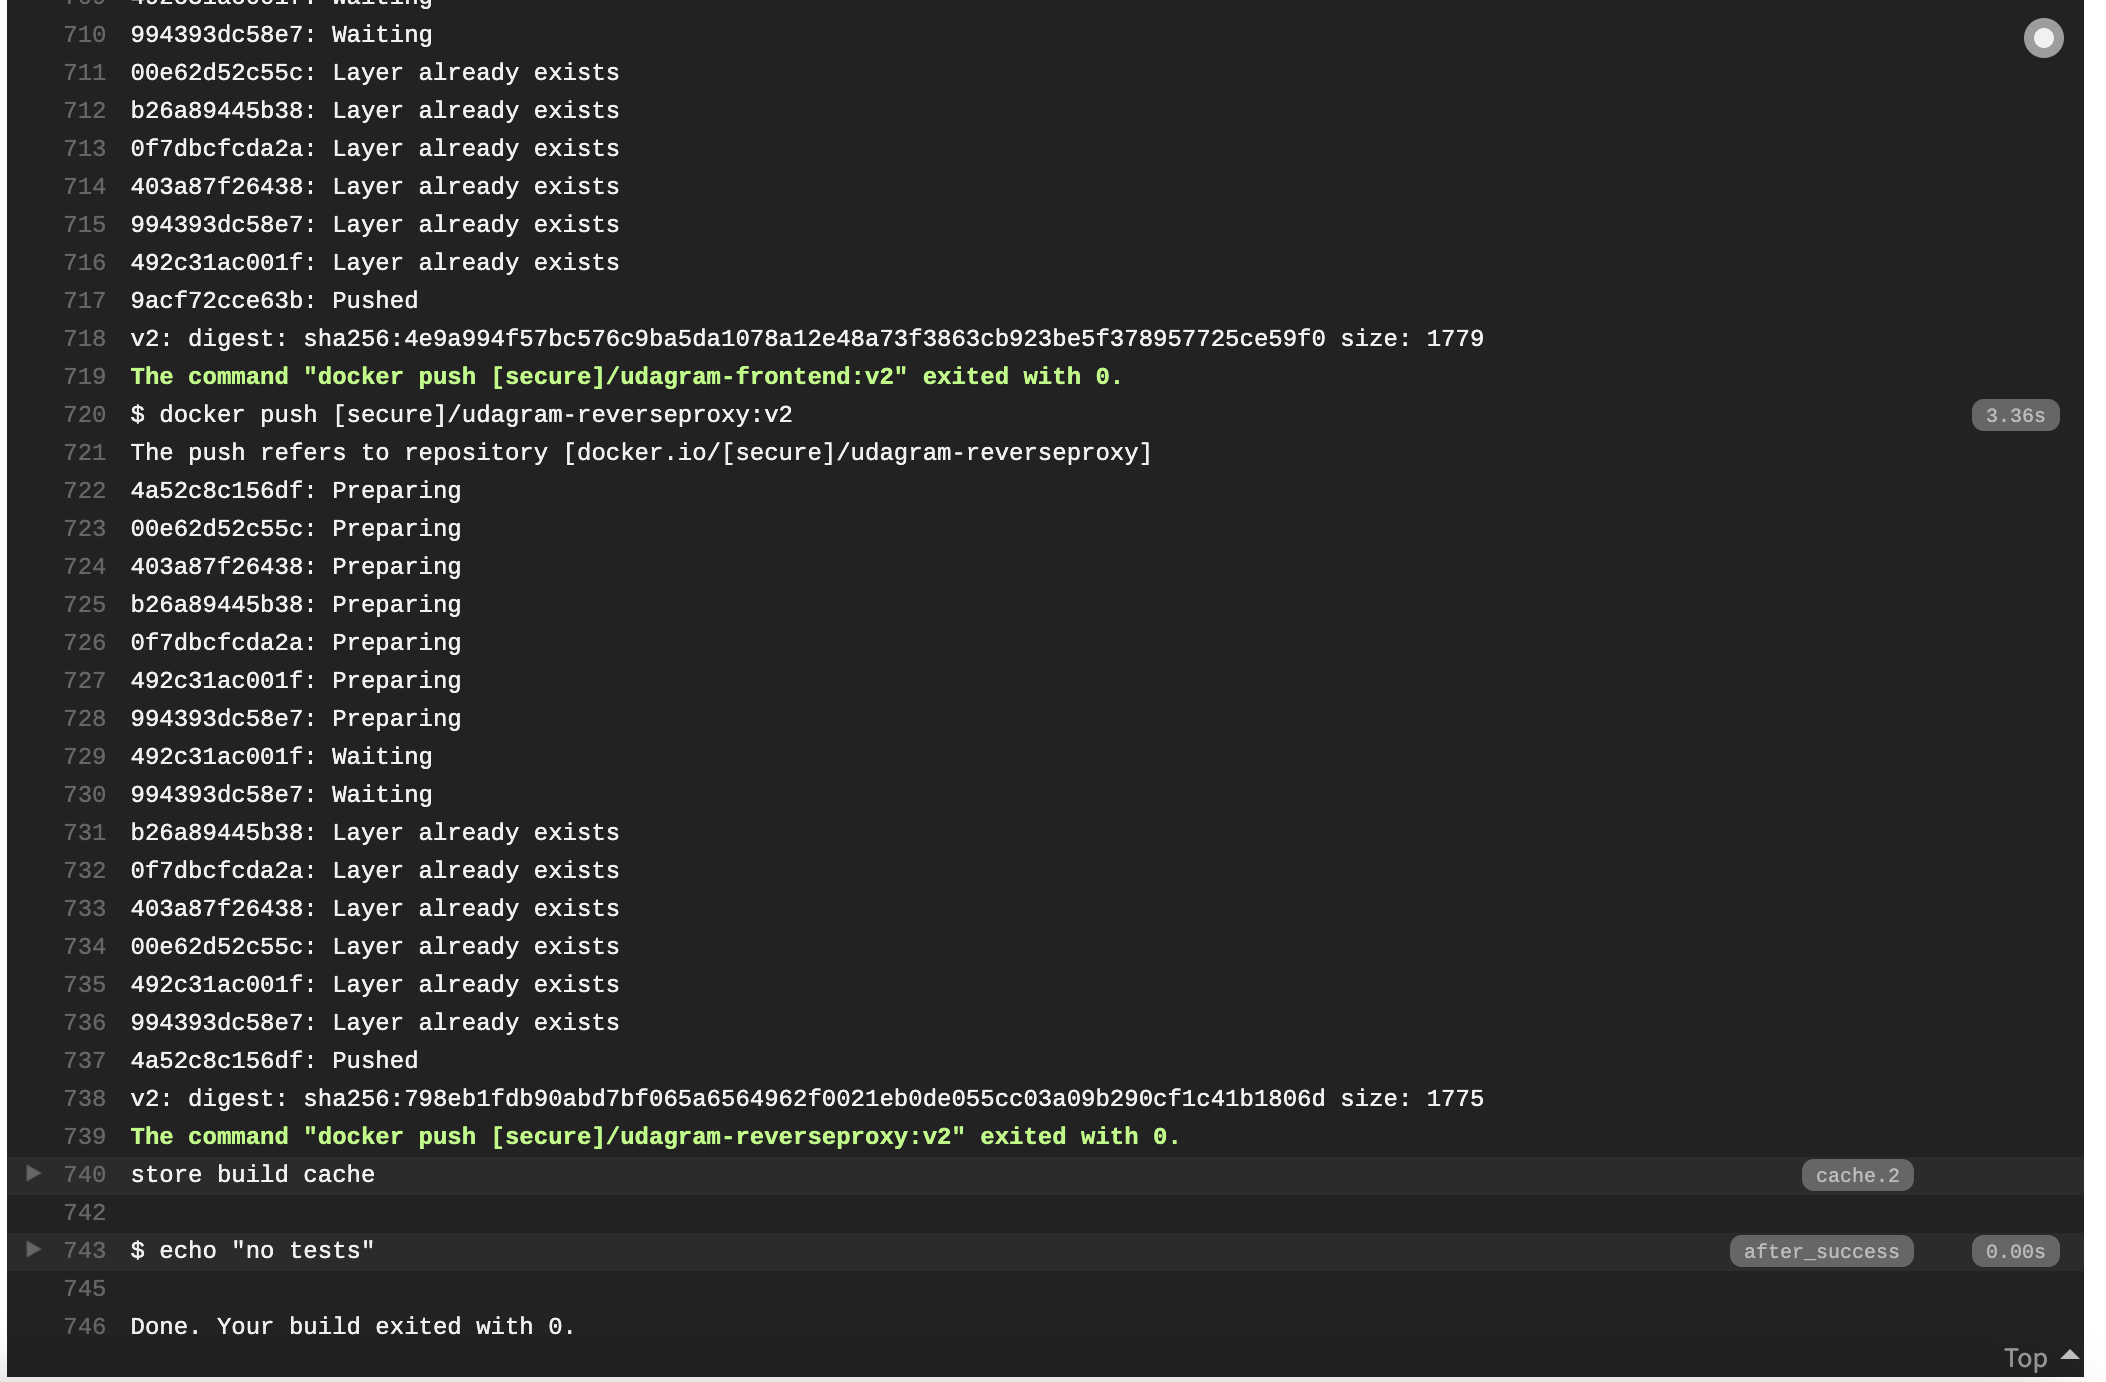 709 492c31ac001f: Waiting
710 994393dc58e7: Waiting
711 00e62d52c55c: Layer already exists
712 b26a89445b38: Layer already exists
713 0f7dbcfcda2a: Layer already exists
714 403a87f26438: Layer already exists
715 994393dc58e7: Layer already exists
716 492c31ac001f: Layer already exists
717 9acf72cce63b: Pushed
718 v2: digest: sha256:4e9a994f57bc576c9ba5da1078a12e48a73f3863cb923be5f378957725ce59f0 size: 1779
719 The command "docker push [secure]/udagram-frontend:v2" exited with 0.
720 $ docker push [secure]/udagram-reverseproxy:v2 3.36s
721 The push refers to repository [docker.io/[secure]/udagram-reverseproxy]
722 4a52c8c156df: Preparing
723 00e62d52c55c: Preparing
724 403a87f26438: Preparing
725 b26a89445b38: Preparing
726 0f7dbcfcda2a: Preparing
727 492c31ac001f: Preparing
728 994393dc58e7: Preparing
729 492c31ac001f: Waiting
730 994393dc58e7: Waiting
731 b26a89445b38: Layer already exists
732 0f7dbcfcda2a: Layer already exists
733 403a87f26438: Layer already exists
734 00e62d52c55c: Layer already exists
735 492c31ac001f: Layer already exists
736 994393dc58e7: Layer already exists
737 4a52c8c156df: Pushed
738 v2: digest: sha256:798eb1fdb90abd7bf065a6564962f0021eb0de055cc03a09b290cf1c41b1806d size: 1775
739 The command "docker push [secure]/udagram-reverseproxy:v2" exited with 0.
740 store build cache cache.2
742
743 $ echo "no tests" after_success 0.00s
745
746 Done. Your build exited with 0.
Top